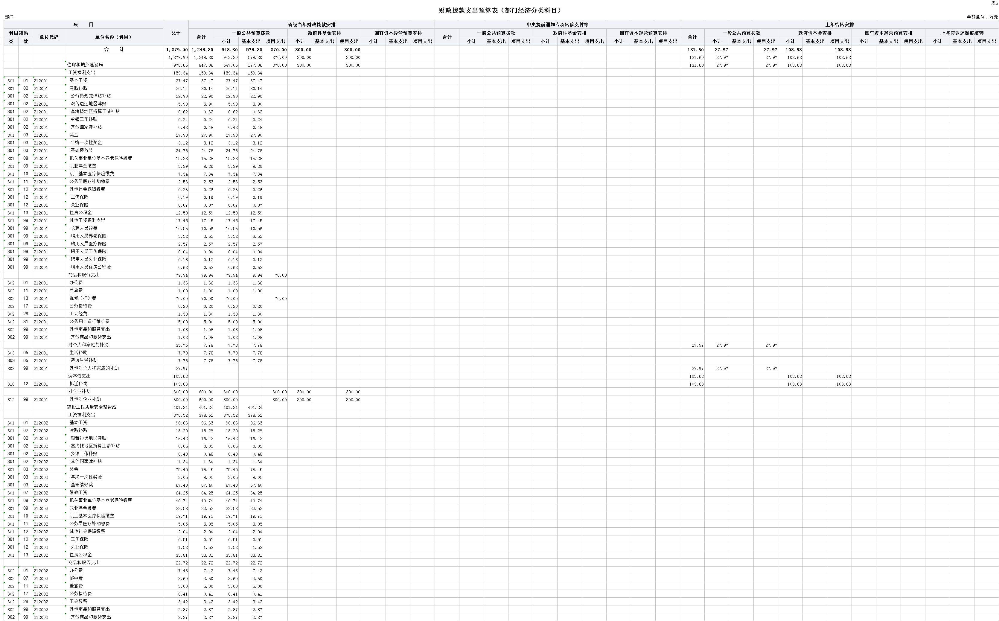 表5
财政拨款支出预算表（部门经济分类科目）
部门：
金额单位：万元
项 目 总计 省级当年财政拨款安排 中央提前通知专项转移支付等 上年结转安排
科目编码 单位代码 单位名称（科目） 合计 一般公共预算拨款 政府性基金安排 国有资本经营预算安排 合计 一般公共预算拨款 政府性基金安排 国有资本经营预算安排 合计 一般公共预算拨款 政府性基金安排 国有资本经营预算安排 上年应返还额度结转
类 款 小计 基本支出 项目支出 小计 基本支出 项目支出 小计 基本支出 项目支出 小计 基本支出 项目支出 小计 基本支出 项目支出 小计 基本支出 项目支出 小计 基本支出 项目支出 小计 基本支出 项目支出 小计 基本支出 项目支出 小计 基本支出 项目支出
合 计 1,379.90 1,248.30 948.30 578.30 370.00 300.00 300.00 131.60 27.97 27.97 103.63 103.63
1,379.90 1,248.30 948.30 578.30 370.00 300.00 300.00 131.60 27.97 27.97 103.63 103.63
住房和城乡建设局 978.66 847.06 547.06 177.06 370.00 300.00 300.00 131.60 27.97 27.97 103.63 103.63
工资福利支出 159.34 159.34 159.34 159.34
301 01 212001 基本工资 37.47 37.47 37.47 37.47
301 02 212001 津贴补贴 30.14 30.14 30.14 30.14
301 02 212001 公务员规范津贴补贴 22.90 22.90 22.90 22.90
301 02 212001 艰苦边远地区津贴 5.90 5.90 5.90 5.90
301 02 212001 高海拔地区折算工龄补贴 0.62 0.62 0.62 0.62
301 02 212001 乡镇工作补贴 0.24 0.24 0.24 0.24
301 02 212001 其他国家津补贴 0.48 0.48 0.48 0.48
301 03 212001 奖金 27.90 27.90 27.90 27.90
301 03 212001 年终一次性奖金 3.12 3.12 3.12 3.12
301 03 212001 基础绩效奖 24.78 24.78 24.78 24.78
301 08 212001 机关事业单位基本养老保险缴费 15.28 15.28 15.28 15.28
301 09 212001 职业年金缴费 8.39 8.39 8.39 8.39
301 10 212001 职工基本医疗保险缴费 7.34 7.34 7.34 7.34
301 11 212001 公务员医疗补助缴费 2.53 2.53 2.53 2.53
301 12 212001 其他社会保障缴费 0.26 0.26 0.26 0.26
301 12 212001 工伤保险 0.19 0.19 0.19 0.19
301 12 212001 失业保险 0.07 0.07 0.07 0.07
301 13 212001 住房公积金 12.59 12.59 12.59 12.59
301 99 212001 其他工资福利支出 17.45 17.45 17.45 17.45
301 99 212001 长聘人员经费 10.56 10.56 10.56 10.56
301 99 212001 聘用人员养老保险 3.52 3.52 3.52 3.52
301 99 212001 聘用人员医疗保险 2.57 2.57 2.57 2.57
301 99 212001 聘用人员工伤保险 0.04 0.04 0.04 0.04
301 99 212001 聘用人员失业保险 0.13 0.13 0.13 0.13
301 99 212001 聘用人员住房公积金 0.63 0.63 0.63 0.63
商品和服务支出 79.94 79.94 79.94 9.94 70.00
302 01 212001 办公费 1.36 1.36 1.36 1.36
302 11 212001 差旅费 1.00 1.00 1.00 1.00
302 13 212001 维修（护）费 70.00 70.00 70.00 70.00
302 17 212001 公务接待费 0.20 0.20 0.20 0.20
302 28 212001 工会经费 1.30 1.30 1.30 1.30
302 31 212001 公务用车运行维护费 5.00 5.00 5.00 5.00
302 99 212001 其他商品和服务支出 1.08 1.08 1.08 1.08
302 99 212001 其他商品和服务支出 1.08 1.08 1.08 1.08
对个人和家庭的补助 35.75 7.78 7.78 7.78 27.97 27.97 27.97
303 05 212001 生活补助 7.78 7.78 7.78 7.78
303 05 212001 遗属生活补助 7.78 7.78 7.78 7.78
303 99 212001 其他对个人和家庭的补助 27.97 27.97 27.97 27.97
资本性支出 103.63 103.63 103.63 103.63
310 12 212001 拆迁补偿 103.63 103.63 103.63 103.63
对企业补助 600.00 600.00 300.00 300.00 300.00 300.00
312 99 212001 其他对企业补助 600.00 600.00 300.00 300.00 300.00 300.00
建设工程质量安全监督站 401.24 401.24 401.24 401.24
工资福利支出 378.52 378.52 378.52 378.52
301 01 212002 基本工资 96.63 96.63 96.63 96.63
301 02 212002 津贴补贴 18.29 18.29 18.29 18.29
301 02 212002 艰苦边远地区津贴 16.42 16.42 16.42 16.42
301 02 212002 高海拔地区折算工龄补贴 0.05 0.05 0.05 0.05
301 02 212002 乡镇工作补贴 0.48 0.48 0.48 0.48
301 02 212002 其他国家津补贴 1.34 1.34 1.34 1.34
301 03 212002 奖金 75.45 75.45 75.45 75.45
301 03 212002 年终一次性奖金 8.05 8.05 8.05 8.05
301 03 212002 基础绩效奖 67.40 67.40 67.40 67.40
301 07 212002 绩效工资 64.25 64.25 64.25 64.25
301 08 212002 机关事业单位基本养老保险缴费 40.74 40.74 40.74 40.74
301 09 212002 职业年金缴费 22.53 22.53 22.53 22.53
301 10 212002 职工基本医疗保险缴费 19.71 19.71 19.71 19.71
301 11 212002 公务员医疗补助缴费 5.05 5.05 5.05 5.05
301 12 212002 其他社会保障缴费 2.04 2.04 2.04 2.04
301 12 212002 工伤保险 0.51 0.51 0.51 0.51
301 12 212002 失业保险 1.53 1.53 1.53 1.53
301 13 212002 住房公积金 33.81 33.81 33.81 33.81
商品和服务支出 22.72 22.72 22.72 22.72
302 01 212002 办公费 7.43 7.43 7.43 7.43
302 07 212002 邮电费 3.60 3.60 3.60 3.60
302 11 212002 差旅费 5.00 5.00 5.00 5.00
302 17 212002 公务接待费 0.41 0.41 0.41 0.41
302 28 212002 工会经费 3.42 3.42 3.42 3.42
302 99 212002 其他商品和服务支出 2.87 2.87 2.87 2.87
302 99 212002 其他商品和服务支出 2.87 2.87 2.87 2.87